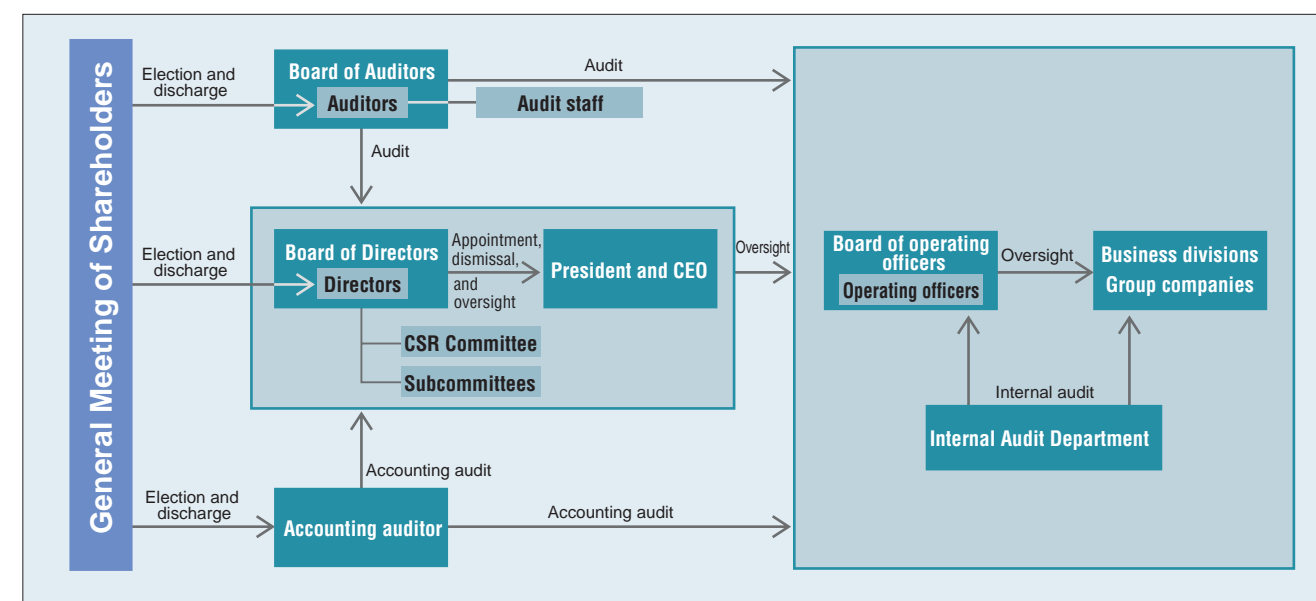 General Meeting of Shareholders
Election and
discharge
Board of Auditors
Auditors
Audit staff
Audit
Audit
Election and
discharge
Board of Directors
Directors
Appointment,
dismissal,
and
oversight
President and CEO
CSR Committee
Subcommittees
Oversight
Board of operating
officers
Operating officers
Oversight
Business divisions
Group companies
Internal audit
Internal Audit Department
Accounting audit
Election and
discharge
Accounting auditor
Accounting audit